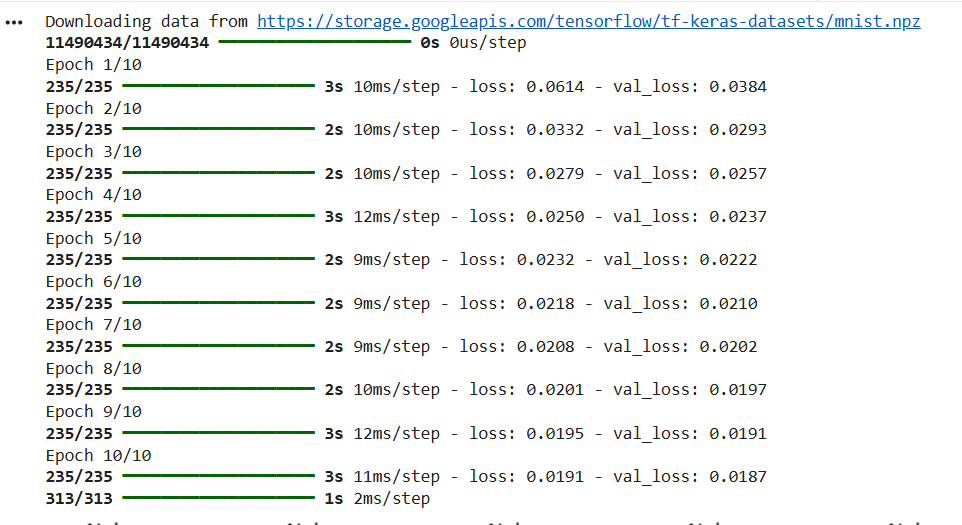 Downloading data from https://storage.googleapis.com/tensorflow/tf-keras-datasets/mnist.npz
11490434/11490434 0s 0us/step
Epoch 1/10
235/235 3s 10ms/step - loss: 0.0614 - val_loss: 0.0384
Epoch 2/10
235/235 2s 10ms/step - loss: 0.0332 - val_loss: 0.0293
Epoch 3/10
235/235 2s 10ms/step - loss: 0.0279 - val_loss: 0.0257
Epoch 4/10
235/235 3s 12ms/step - loss: 0.0250 - val_loss: 0.0237
Epoch 5/10
235/235 2s 9ms/step - loss: 0.0232 - val_loss: 0.0222
Epoch 6/10
235/235 2s 9ms/step - loss: 0.0218 - val_loss: 0.0210
Epoch 7/10
235/235 2s 9ms/step - loss: 0.0208 - val_loss: 0.0202
Epoch 8/10
235/235 2s 10ms/step - loss: 0.0201 - val_loss: 0.0197
Epoch 9/10
235/235 3s 12ms/step - loss: 0.0195 - val_loss: 0.0191
Epoch 10/10
235/235 3s 11ms/step - loss: 0.0191 - val_loss: 0.0187
313/313 1s 2ms/step